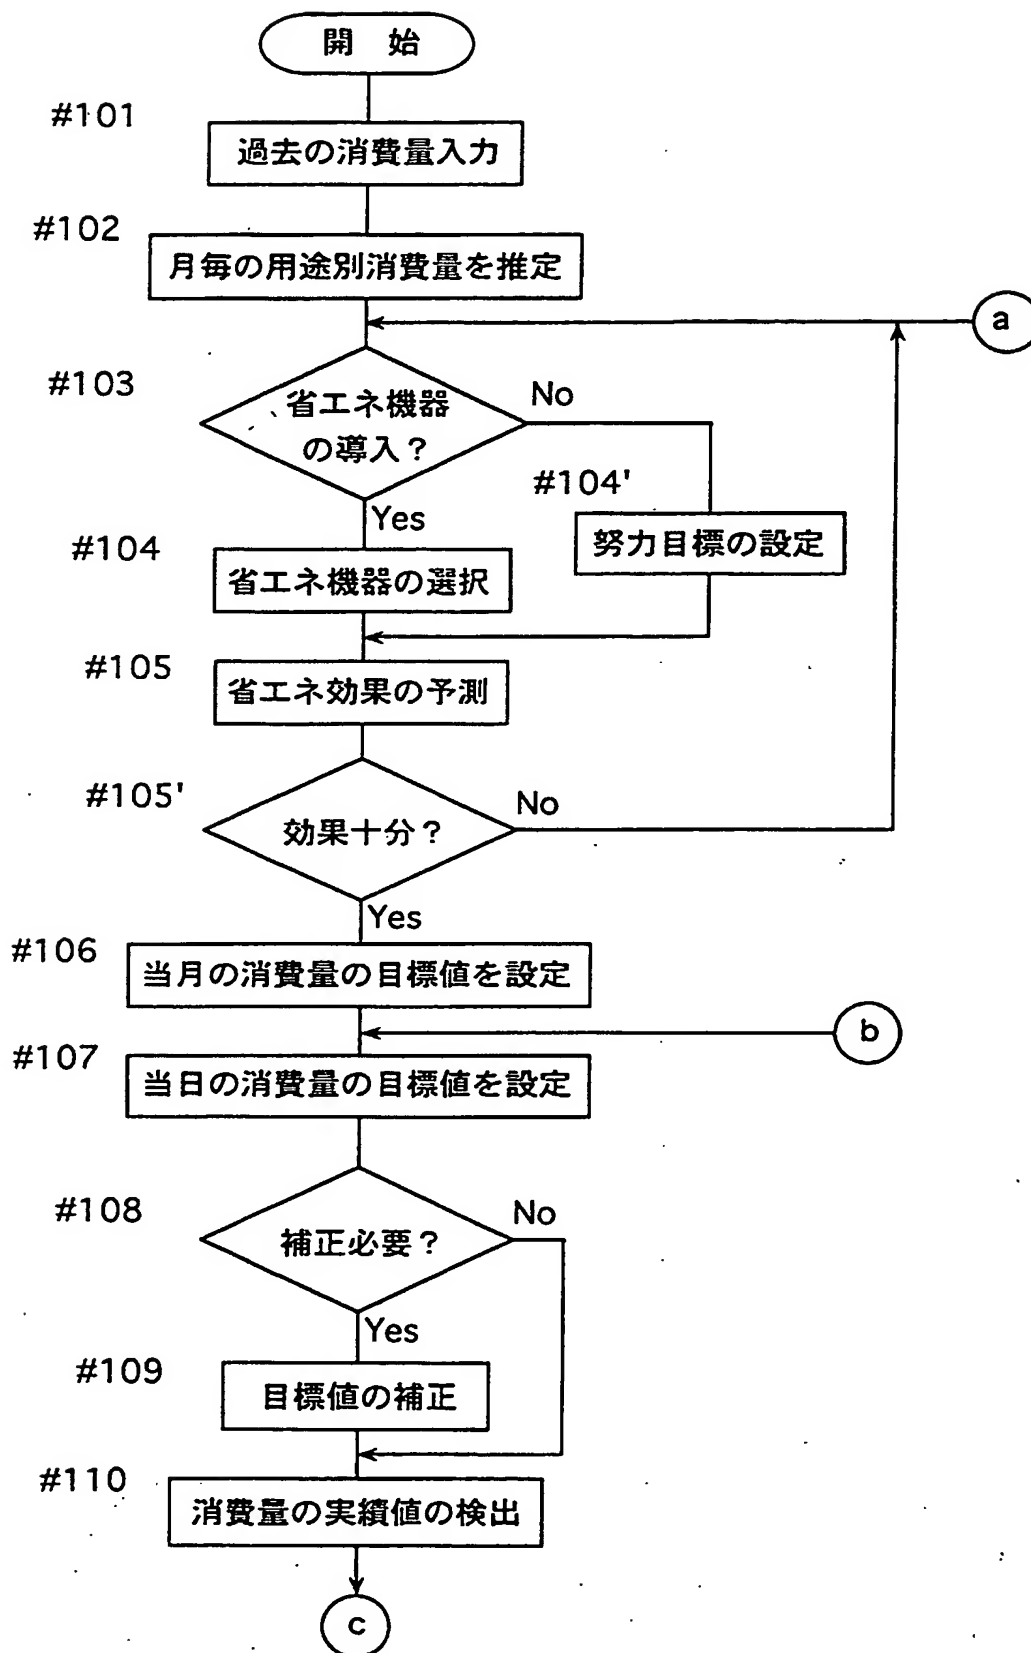 開 始
#101
過去の消費量入力
#102
月毎の用途別消費量を推定
a
#103
省エネ機器
の導入?
No
#104'
努力目標の設定
Yes
#104
省エネ機器の選択
#105
省エネ効果の予測
#105'
効果十分?
No
Yes
#106
当月の消費量の目標値を設定
b
#107
当日の消費量の目標値を設定
#108
補正必要?
No
Yes
#109
目標値の補正
#110
消費量の実績値の検出
c